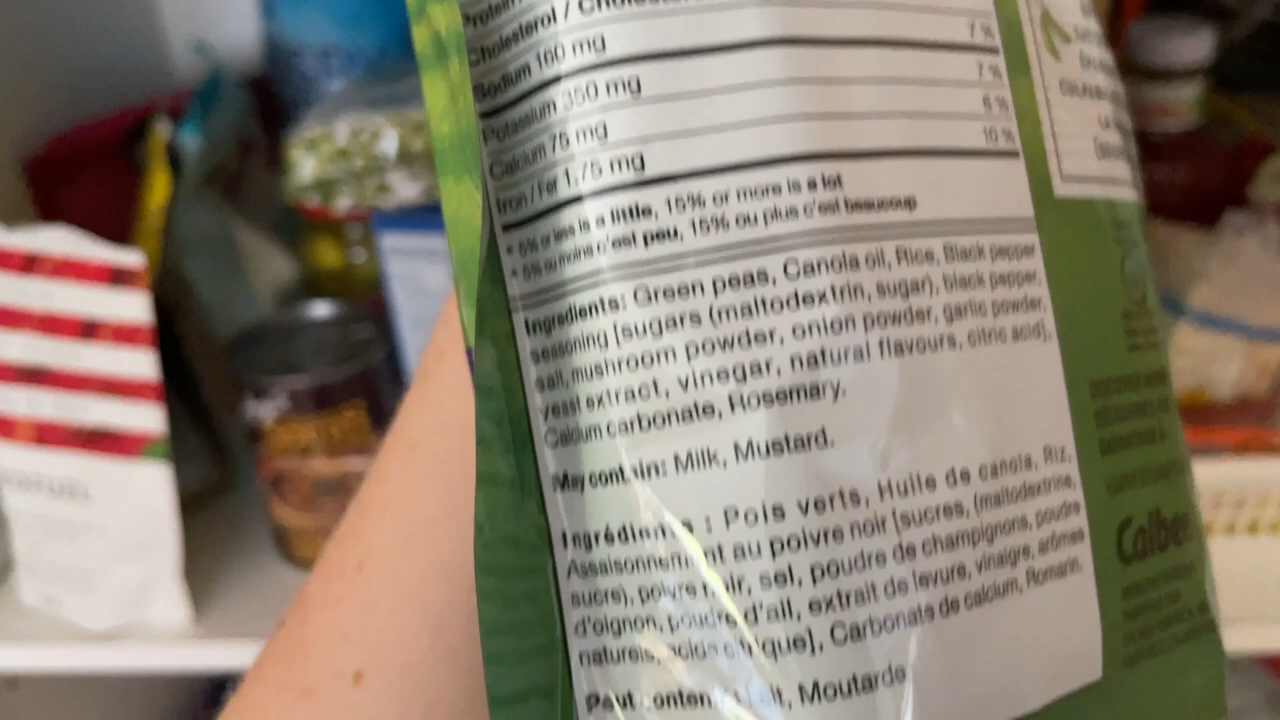 Protein
Cholesterol /
Sodium 160 mg 7 %
Potassium 350 mg 7 %
Calcium 75 mg 6 %
Iron / Fer 1.75 mg 10 %
* 5% or less is a little, 15% or more is a lot
* 5% ou moins c'est peu, 15% ou plus c'est beaucoup
Ingredients: Green peas, Canola oil, Rice, Black pepper
seasoning [sugars (maltodextrin, sugar), black pepper,
salt, mushroom powder, onion powder, garlic powder,
yeast extract, vinegar, natural flavours, citric acid],
Calcium carbonate, Rosemary.
May contain: Milk, Mustard.
Ingrédients : Pois verts, Huile de canola, Riz,
Assaisonnement au poivre noir [sucres, (maltodextrine,
sucre), poivre noir, sel, poudre de champignons, poudre
d'oignon, poudre d'ail, extrait de levure, vinaigre, arômes
naturels, acide citrique], Carbonate de calcium, Romarin.
Peut contenir: Lait, Moutarde
Calbe